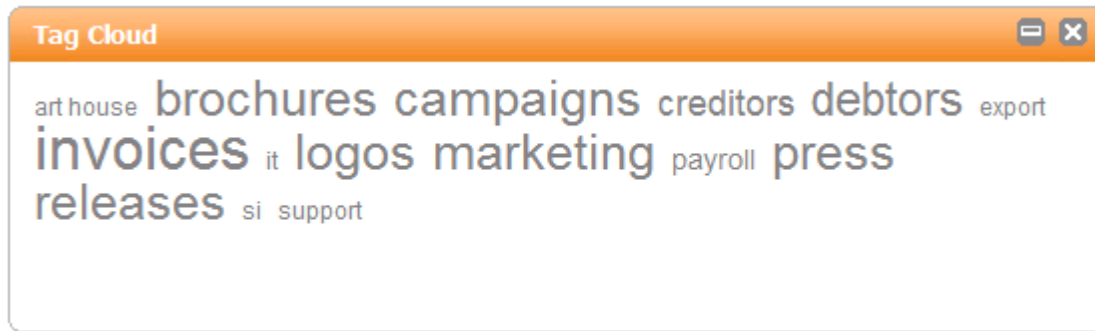 Tag Cloud
art house brochures campaigns creditors debtors export
invoices it logos marketing payroll press
releases si support